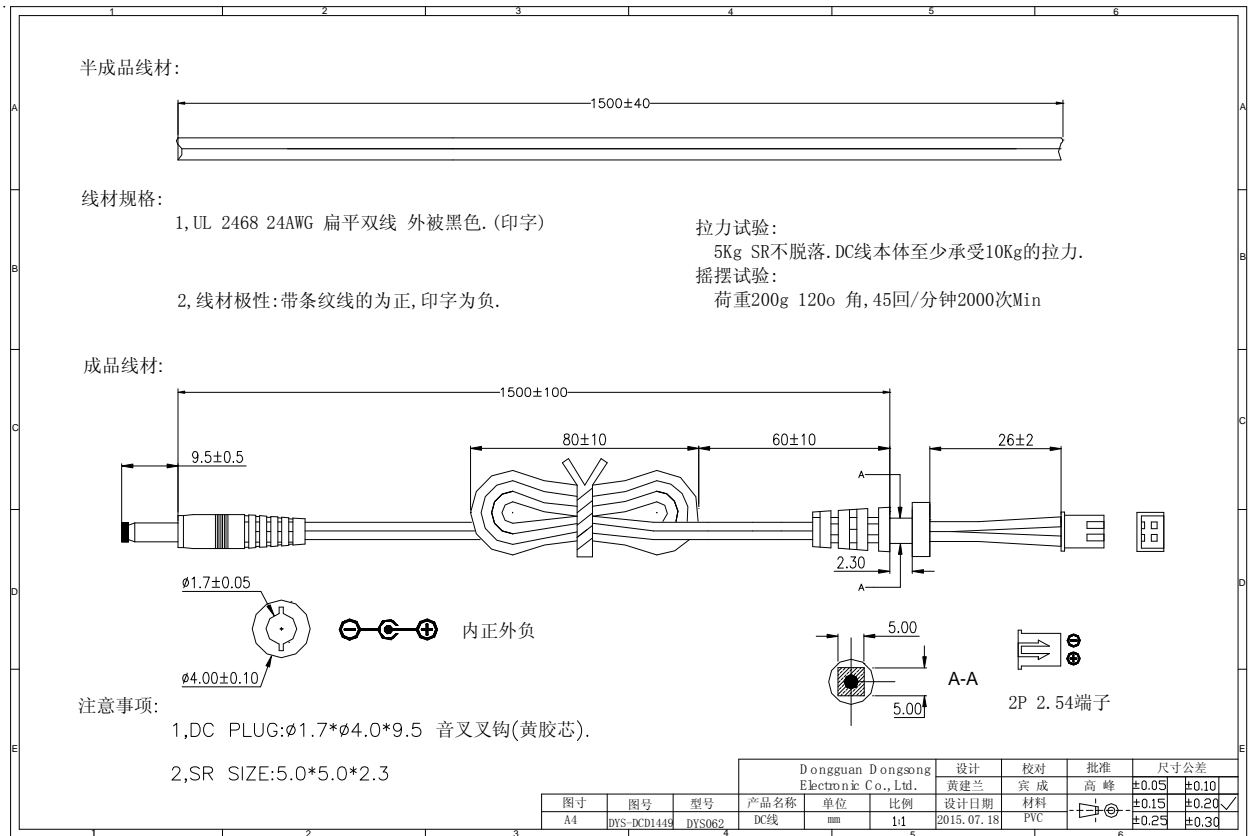 1 2 3 4 5 6
A A
B B
C C
D D
E E
半成品线材:
1500±40
线材规格:
1,UL 2468 24AWG 扁平双线 外被黑色.(印字)
2,线材极性:带条纹线的为正,印字为负.
拉力试验:
5Kg SR不脱落.DC线本体至少承受10Kg的拉力.
摇摆试验:
荷重200g 120o 角,45回/分钟2000次Min
成品线材:
1500±100
80±10 60±10 26±2
9.5±0.5
A
2.30
A
ø1.7±0.05
内正外负
ø4.00±0.10
5.00
A-A
5.00
2P 2.54端子
注意事项:
1,DC PLUG:ø1.7*ø4.0*9.5 音叉叉钩(黄胶芯).
2,SR SIZE:5.0*5.0*2.3
Dongguan Dongsong
Electronic Co.,Ltd.
设计 校对 批准 尺寸公差
黄建兰 宾成 高峰 ±0.05 ±0.10
图寸 图号 型号 产品名称 单位 比例 设计日期 材料 ±0.15 ±0.20✓
A4 DYS-DCD1449 DYS062 DC线 mm 1:1 2015.07.18 PVC ±0.25 ±0.30
1 2 3 4 5 6